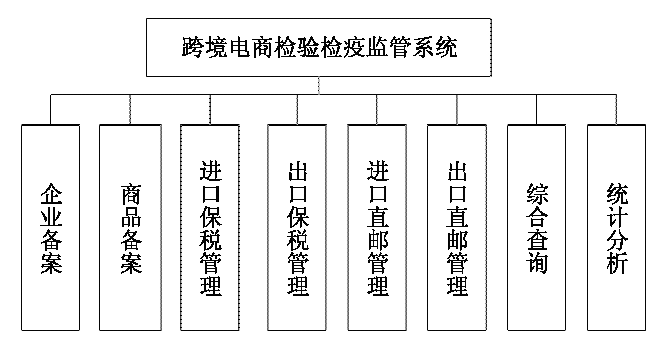 跨境电商检验检疫监管系统
企业备案
商品备案
进口保税管理
出口保税管理
进口直邮管理
出口直邮管理
综合查询
统计分析